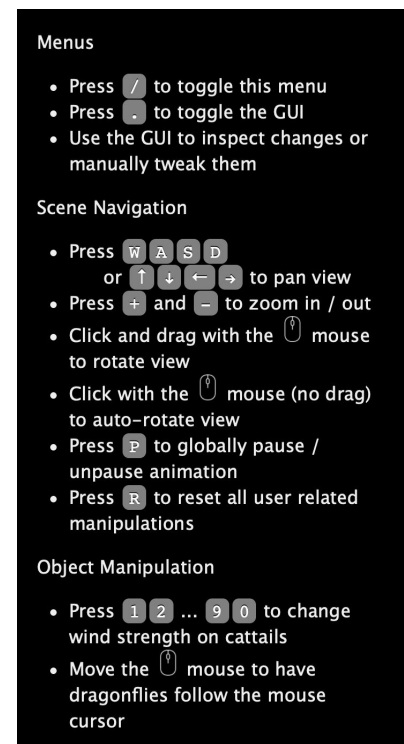 Menus
• Press / to toggle this menu
• Press . to toggle the GUI
• Use the GUI to inspect changes or
manually tweak them
Scene Navigation
• Press W A S D
or ↑ ↓ ← → to pan view
• Press + and - to zoom in / out
• Click and drag with the mouse
to rotate view
• Click with the mouse (no drag)
to auto-rotate view
• Press P to globally pause /
unpause animation
• Press R to reset all user related
manipulations
Object Manipulation
• Press 1 2 ... 9 0 to change
wind strength on cattails
• Move the mouse to have
dragonflies follow the mouse
cursor